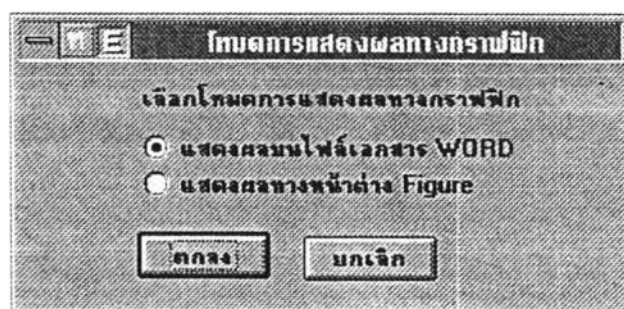 ท E โหมดการแสดงผลทางกราฟฟิก
เลือกโหมดการแสดงผลทางกราฟฟิก
แสดงผลบนไฟล์เอกสาร WORD
แสดงผลทางหน้าต่าง Figure
ตกลง ยกเลิก